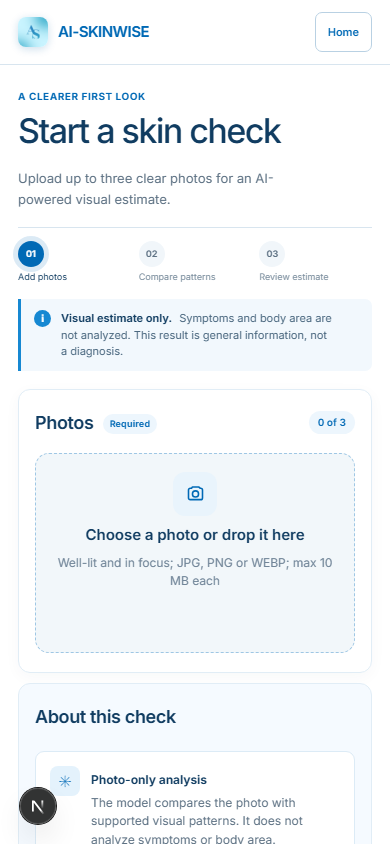 AI-SKINWISE
Home
A CLEARER FIRST LOOK
Start a skin check
Upload up to three clear photos for an AI-
powered visual estimate.
01
02
03
Add photos
Compare patterns
Review estimate
i
Visual estimate only. Symptoms and body area are
not analyzed. This result is general information, not
a diagnosis.
Photos
Required
0 of 3
Choose a photo or drop it here
Well-lit and in focus; JPG, PNG or WEBP; max 10
MB each
About this check
Photo-only analysis
The model compares the photo with
supported visual patterns. It does not
analyze symptoms or body area.
N